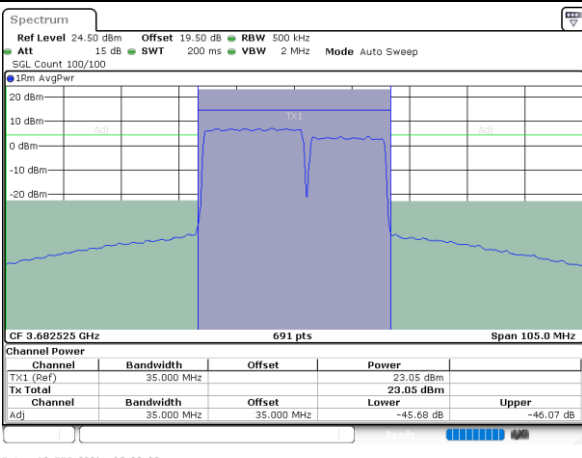 Spectrum
Ref Level 24.50 dBm Offset 19.50 dB RBW 500 kHz
Att 15 dB SWT 200 ms VBW 2 MHz Mode Auto Sweep
SGL Count 100/100
1Rm AvgPwr
20 dBm
TX1
10 dBm
Adj Adj
0 dBm
-10 dBm
-20 dBm
CF 3.682525 GHz 691 pts Span 105.0 MHz
Channel Power
Channel Bandwidth Offset Power
TX1 (Ref) 35.000 MHz 23.05 dBm
Tx Total 23.05 dBm
Channel Bandwidth Offset Lower Upper
Adj 35.000 MHz 35.000 MHz -45.68 dB -46.07 dB
Ready